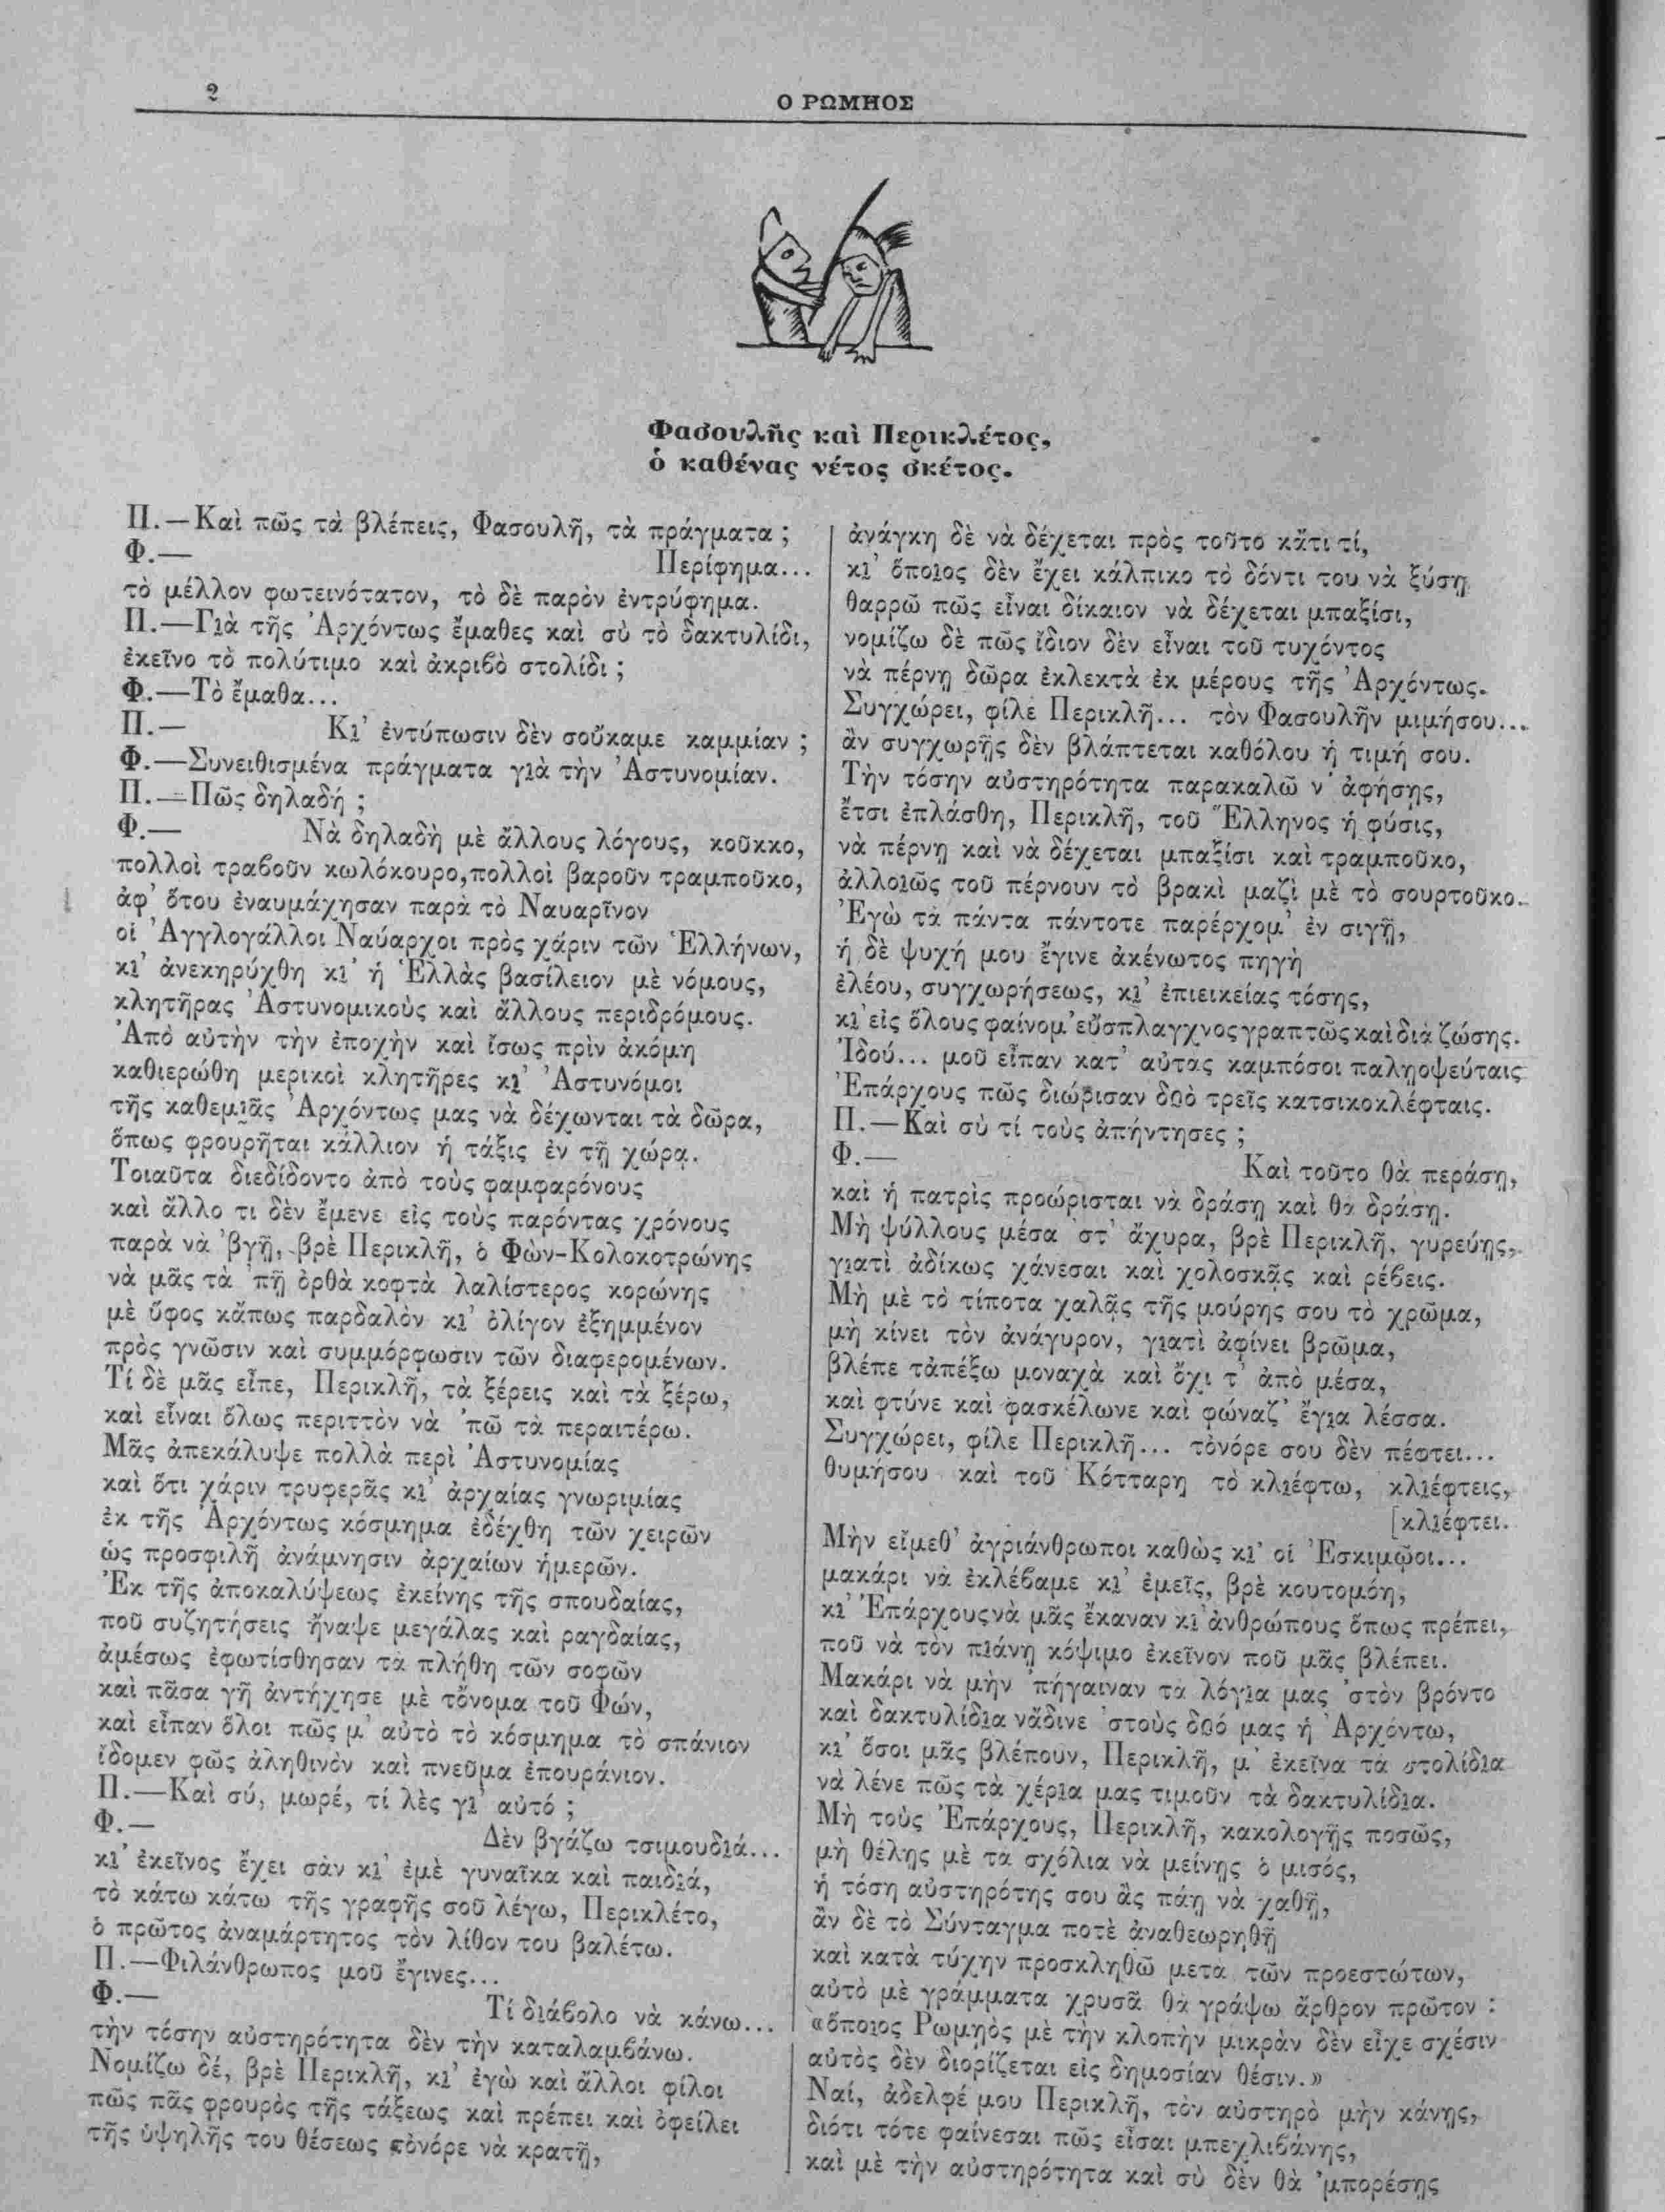 2
Ο ΡΩΜΗΟΣ
Φασουλῆς καὶ Περικλέτος,
ὁ καθένας νέτος σκέτος.
Π.—Καὶ πῶς τὰ βλέπεις, Φασουλῆ, τὰ πράγματα ;
Φ.— Περίφημα...
τὸ μέλλον φωτεινότατον, τὸ δὲ παρὸν ἐντρύφημα.
Π.—Γιὰ τῆς Ἀρχόντως ἔμαθες καὶ σὺ τὸ δακτυλίδι,
ἐκεῖνο τὸ πολύτιμο καὶ ἀκριβὸ στολίδι ;
Φ.—Τὸ ἔμαθα...
Π.— Κι' ἐντύπωσιν δὲν σοὔκαμε καμμίαν ;
Φ.—Συνειθισμένα πράγματα γιὰ τὴν Ἀστυνομίαν.
Π.—Πῶς δηλαδή ;
Φ.— Νὰ δηλαδὴ μὲ ἄλλους λόγους, κοῦκκο,
πολλοὶ τραβοῦν κωλόκουρο, πολλοὶ βαροῦν τραμποῦκο,
ἀφ' ὅτου ἐναυμάχησαν παρὰ τὸ Ναυαρῖνον
οἱ Ἀγγλογάλλοι Ναύαρχοι πρὸς χάριν τῶν Ἑλλήνων,
κι' ἀνεκηρύχθη κι' ἡ Ἑλλὰς βασίλειον μὲ νόμους,
κλητῆρας Ἀστυνομικοὺς καὶ ἄλλους περιδρόμους.
Ἀπὸ αὐτὴν τὴν ἐποχὴν καὶ ἴσως πρὶν ἀκόμη
καθιερώθη μερικοὶ κλητῆρες κι' Ἀστυνόμοι
τῆς καθεμιᾶς Ἀρχόντως μας νὰ δέχωνται τὰ δῶρα,
ὅπως φρουρῆται κάλλιον ἡ τάξις ἐν τῇ χώρᾳ.
Τοιαῦτα διεδίδοντο ἀπὸ τοὺς φαμφαρόνους
καὶ ἄλλο τι δὲν ἔμενε εἰς τοὺς παρόντας χρόνους
παρὰ νὰ 'βγῇ, βρὲ Περικλῆ, ὁ Φὼν-Κολοκοτρώνης
νὰ μᾶς τὰ 'πῇ ὀρθὰ κοφτὰ λαλίστερος κορώνης
μὲ ὕφος κἄπως παρδαλὸν κι' ὀλίγον ἐξημμένον
πρὸς γνῶσιν καὶ συμμόρφωσιν τῶν διαφερομένων.
Τί δὲ μᾶς εἶπε, Περικλῆ, τὰ ξέρεις καὶ τὰ ξέρω,
καὶ εἶναι ὅλως περιττὸν νὰ 'πῶ τὰ περαιτέρω.
Μᾶς ἀπεκάλυψε πολλὰ περὶ Ἀστυνομίας
καὶ ὅτι χάριν τρυφερᾶς κι' ἀρχαίας γνωριμίας
ἐκ τῆς Ἀρχόντως κόσμημα ἐδέχθη τῶν χειρῶν
ὡς προσφιλῆ ἀνάμνησιν ἀρχαίων ἡμερῶν.
Ἐκ τῆς ἀποκαλύψεως ἐκείνης τῆς σπουδαίας,
ποῦ συζητήσεις ἤναψε μεγάλας καὶ ραγδαίας,
ἀμέσως ἐφωτίσθησαν τὰ πλήθη τῶν σοφῶν
καὶ πᾶσα γῆ ἀντήχησε μὲ τὄνομα τοῦ Φών,
καὶ εἶπαν ὅλοι πῶς μ' αὐτὸ τὸ κόσμημα τὸ σπάνιον
ἴδομεν φῶς ἀληθινὸν καὶ πνεῦμα ἐπουράνιον.
Π.—Καὶ σύ, μωρέ, τί λὲς γι' αὐτό ;
Φ.— Δὲν βγάζω τσιμουδιά...
κι' ἐκεῖνος ἔχει σὰν κι' ἐμὲ γυναῖκα καὶ παιδιά,
τὸ κάτω κάτω τῆς γραφῆς σοῦ λέγω, Περικλέτο,
ὁ πρῶτος ἀναμάρτητος τὸν λίθον του βαλέτω.
Π.—Φιλάνθρωπος μοῦ ἔγινες...
Φ.— Τί διάβολο νὰ κάνω...
τὴν τόσην αὐστηρότητα δὲν τὴν καταλαμβάνω.
Νομίζω δέ, βρὲ Περικλῆ, κι' ἐγὼ καὶ ἄλλοι φίλοι
πῶς πᾶς φρουρὸς τῆς τάξεως καὶ πρέπει καὶ ὀφείλει
τῆς ὑψηλῆς του θέσεως τὀνόρε νὰ κρατῇ,
ἀνάγκη δὲ νὰ δέχεται πρὸς τοῦτο κἄτι τί,
κι' ὅποιος δὲν ἔχει κάλπικο τὸ δόντι του νὰ ξύσῃ
θαρρῶ πῶς εἶναι δίκαιον νὰ δέχεται μπαξίσι,
νομίζω δὲ πῶς ἴδιον δὲν εἶναι τοῦ τυχόντος
νὰ πέρνῃ δῶρα ἐκλεκτὰ ἐκ μέρους τῆς Ἀρχόντως.
Συγχώρει, φίλε Περικλῆ... τὸν Φασουλῆν μιμήσου...
ἂν συγχωρῇς δὲν βλάπτεται καθόλου ἡ τιμή σου.
Τὴν τόσην αὐστηρότητα παρακαλῶ ν' ἀφήσῃς,
ἔτσι ἐπλάσθη, Περικλῆ, τοῦ Ἕλληνος ἡ φύσις,
νὰ πέρνῃ καὶ νὰ δέχεται μπαξίσι καὶ τραμποῦκο,
ἀλλοιῶς τοῦ πέρνουν τὸ βρακὶ μαζὶ μὲ τὸ σουρτοῦκο.
Ἐγὼ τὰ πάντα πάντοτε παρέρχομ' ἐν σιγῇ,
ἡ δὲ ψυχή μου ἔγινε ἀκένωτος πηγὴ
ἐλέου, συγχωρήσεως, κι' ἐπιεικείας τόσης,
κι' εἰς ὅλους φαίνομ' εὔσπλαγχνος γραπτῶς καὶ διὰ ζώσης.
Ἰδού... μοῦ εἶπαν κατ' αὐτὰς καμπόσοι παληοψεύταις
Ἐπάρχους πῶς διώρισαν δυὸ τρεῖς κατσικοκλέφταις.
Π.—Καὶ σὺ τί τοὺς ἀπήντησες ;
Φ.— Καὶ τοῦτο θὰ περάσῃ,
καὶ ἡ πατρὶς προώρισται νὰ δράσῃ καὶ θὰ δράσῃ.
Μὴ ψύλλους μέσα 'στ' ἄχυρα, βρὲ Περικλῆ, γυρεύῃς,
γιατὶ ἀδίκως χάνεσαι καὶ χολοσκᾷς καὶ ρέβεις.
Μὴ μὲ τὸ τίποτα χαλᾷς τῆς μούρης σου τὸ χρῶμα,
μὴ κίνει τὸν ἀνάγυρον, γιατὶ ἀφίνει βρῶμα,
βλέπε τἀπέξω μοναχὰ καὶ ὄχι τ' ἀπὸ μέσα,
καὶ φτύνε καὶ φασκέλωνε καὶ φώναζ' ἔγια λέσσα.
Συγχώρει, φίλε Περικλῆ... τὀνόρε σου δὲν πέφτει...
θυμήσου καὶ τοῦ Κότταρη τὸ κλιέφτω, κλιέφτεις,
[κλιέφτει.
Μὴν εἴμεθ' ἀγριάνθρωποι καθὼς κι' οἱ Ἐσκιμῷοι...
μακάρι νὰ ἐκλέβαμε κι' ἐμεῖς, βρὲ κουτομόη,
κι' Ἐπάρχους νὰ μᾶς ἔκαναν κι' ἀνθρώπους ὅπως πρέπει,
ποῦ νὰ τὸν πιάνῃ κόψιμο ἐκεῖνον ποῦ μᾶς βλέπει.
Μακάρι νὰ μὴν 'πήγαιναν τὰ λόγια μας 'στὸν βρόντο
καὶ δακτυλίδια νἄδινε 'στοὺς δυό μας ἡ Ἀρχόντω,
κι' ὅσοι μᾶς βλέπουν, Περικλῆ, μ' ἐκεῖνα τὰ στολίδια
νὰ λένε πῶς τὰ χέρια μας τιμοῦν τὰ δακτυλίδια.
Μὴ τοὺς Ἐπάρχους, Περικλῆ, κακολογῇς ποσῶς,
μὴ θέλῃς μὲ τὰ σχόλια νὰ μείνῃς ὁ μισός,
ἡ τόση αὐστηρότης σου ἂς πάῃ νὰ χαθῇ,
ἂν δὲ τὸ Σύνταγμα ποτὲ ἀναθεωρηθῇ
καὶ κατὰ τύχην προσκληθῶ μετὰ τῶν προεστώτων,
αὐτὸ μὲ γράμματα χρυσᾶ θὰ γράψω ἄρθρον πρῶτον :
«ὅποιος Ρωμῃὸς μὲ τὴν κλοπὴν μικρὰν δὲν εἶχε σχέσιν
αὐτὸς δὲν διορίζεται εἰς δημοσίαν θέσιν.»
Ναί, ἀδελφέ μου Περικλῆ, τὸν αὐστηρὸ μὴν κάνῃς,
διότι τότε φαίνεσαι πῶς εἶσαι μπεχλιβάνης,
καὶ μὲ τὴν αὐστηρότητα καὶ σὺ δὲν θὰ 'μπορέσῃς